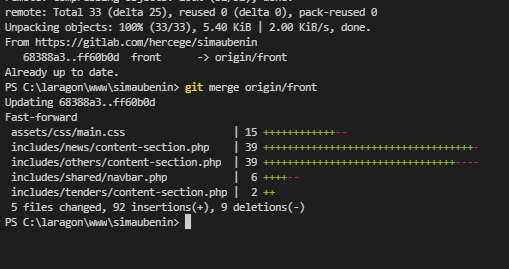 remote: Total 33 (delta 25), reused 0 (delta 0), pack-reused 0
Unpacking objects: 100% (33/33), 5.40 KiB | 2.00 KiB/s, done.
From https://gitlab.com/hercege/simaubenin
   68388a3..ff60b0d  front      -> origin/front
Already up to date.
PS C:\laragon\www\simaubenin> git merge origin/front
Updating 68388a3..ff60b0d
Fast-forward
 assets/css/main.css                   | 15 ++++++++++++--
 includes/news/content-section.php     | 39 ++++++++++++++++++++++++++++++++++++++-
 includes/others/content-section.php   | 39 +++++++++++++++++++++++++++++++++++----
 includes/shared/navbar.php            |  6 ++++--
 includes/tenders/content-section.php  |  2 ++
 5 files changed, 92 insertions(+), 9 deletions(-)
PS C:\laragon\www\simaubenin>